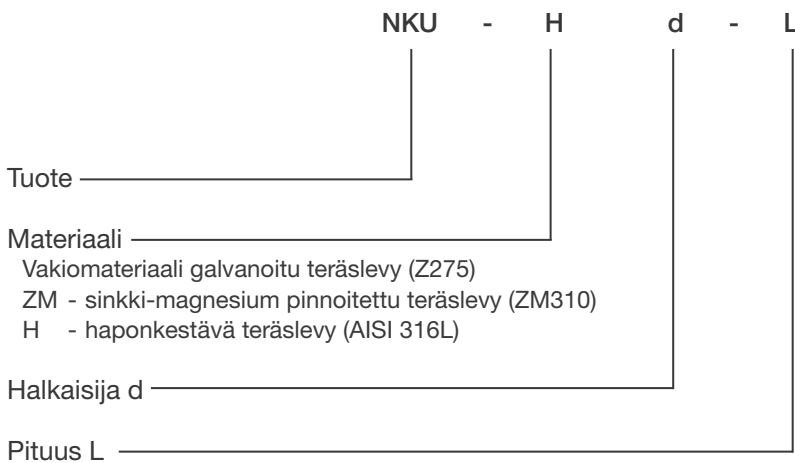 NKU - H d - L
Tuote
Materiaali
Vakiomateriaali galvanoitu teräslevy (Z275)
ZM - sinkki-magnesium pinnoitettu teräslevy (ZM310)
H - haponkestävä teräslevy (AISI 316L)
Halkaisija d
Pituus L